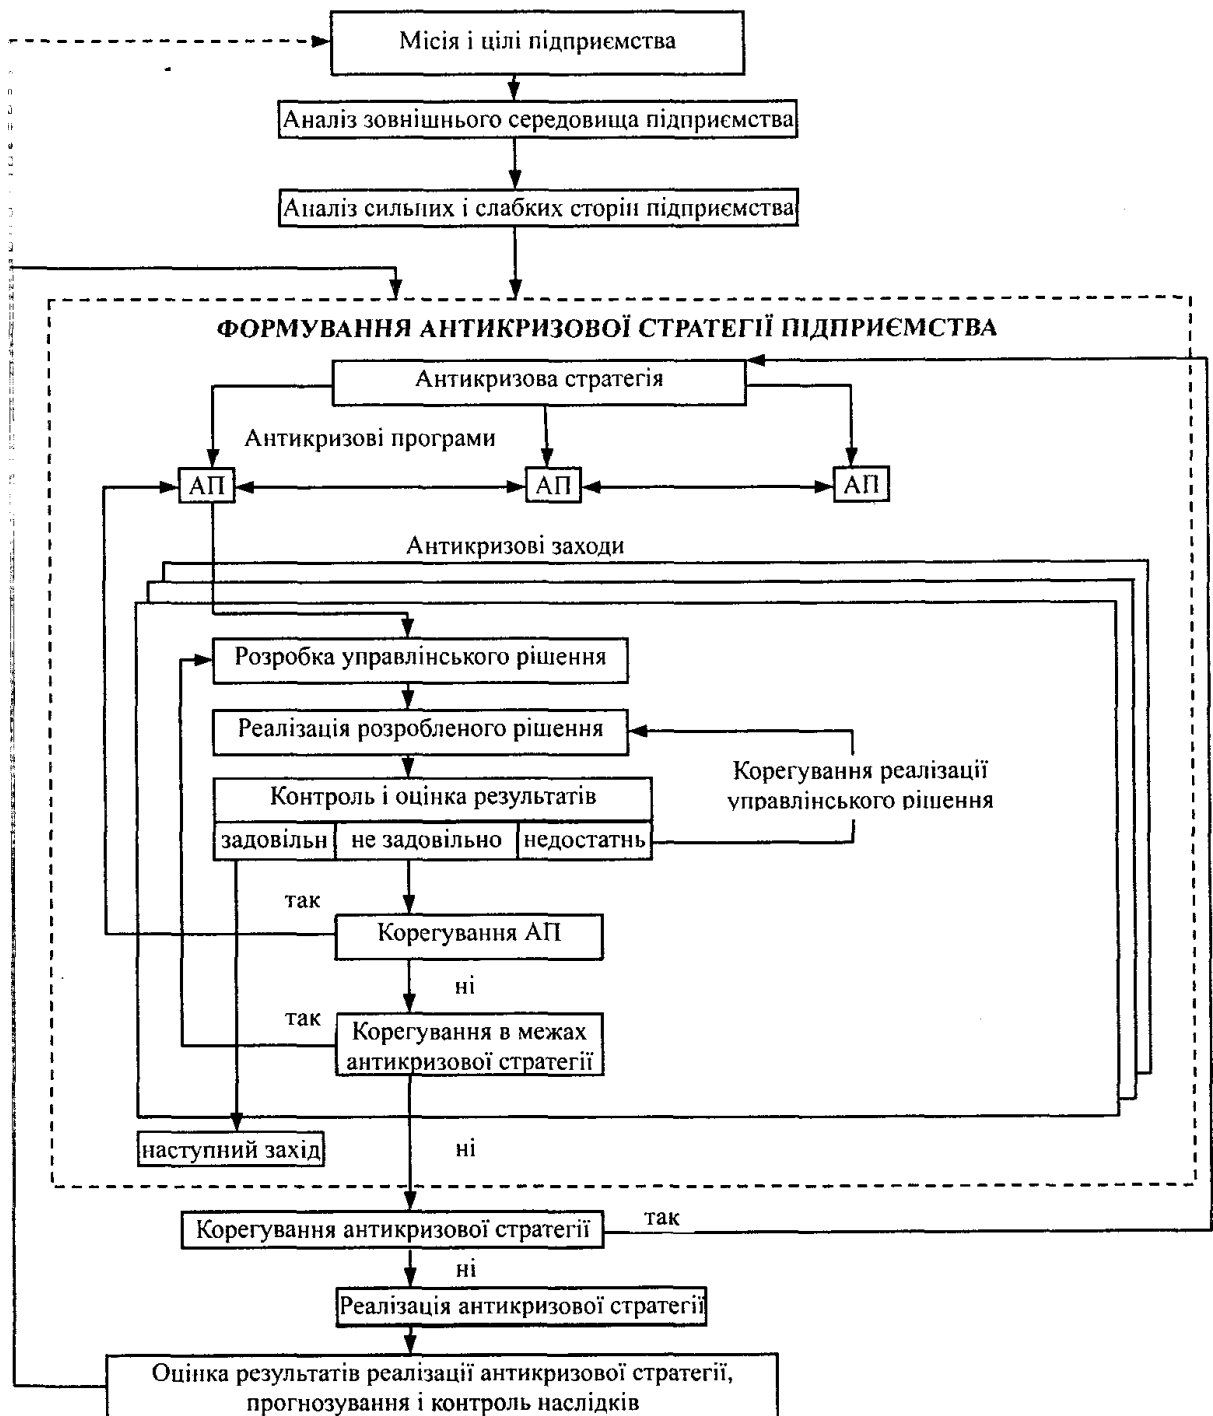 Місія і цілі підприємства
Аналіз зовнішнього середовища підприємства
Аналіз сильних і слабких сторін підприємства
ФОРМУВАННЯ АНТИКРИЗОВОЇ СТРАТЕГІЇ ПІДПРИЄМСТВА
Антикризова стратегія
Антикризові програми
АП
АП
АП
Антикризові заходи
Розробка управлінського рішення
Реалізація розробленого рішення
Корегування реалізації
управлінського рішення
Контроль і оцінка результатів
задовільн
не задовільно
недостатнь
так
Корегування АП
ні
так
Корегування в межах
антикризової стратегії
наступний захід
ні
Корегування антикризової стратегії
так
ні
Реалізація антикризової стратегії
Оцінка результатів реалізації антикризової стратегії,
прогнозування і контроль наслідків